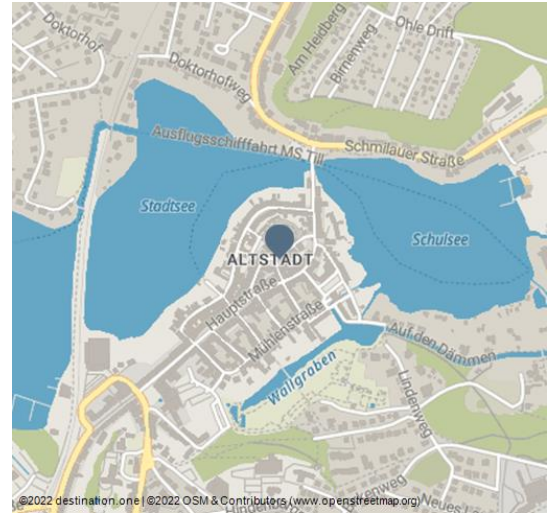 Doktorhof
Doktorhofweg
Am Heidberg
Birnenweg
Ohle Drift
Ausflugsschifffahrt MS Till
Schmilauer Straße
Stadtsee
Schulsee
ALTSTADT
Hauptstraße
Mühlenstraße
Auf den Dämmen
Wallgraben
Lindenweg
©2022 destination.one | ©2022 OSM & Contributors (www.openstreetmap.org)